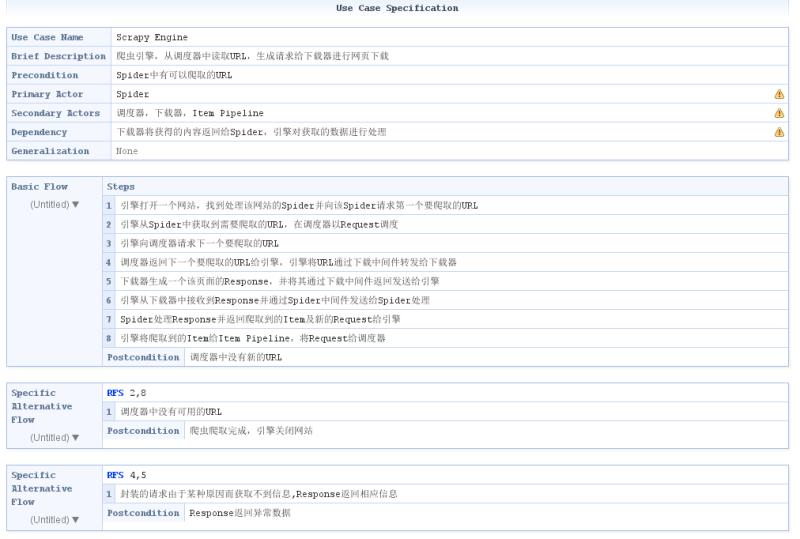 Use Case Specification
Use Case Name Scrapy Engine
Brief Description 爬虫引擎，从调度器中读取URL，生成请求给下载器进行网页下载
Precondition Spider中有可以爬取的URL
Primary Actor Spider
Secondary Actors 调度器，下载器，Item Pipeline
Dependency 下载器将获得的内容返回给Spider，引擎对获取的数据进行处理
Generalization None
Basic Flow Steps
(Untitled) ▼ 1 引擎打开一个网站，找到处理该网站的Spider并向该Spider请求第一个要爬取的URL
2 引擎从Spider中获取到需要爬取的URL，在调度器以Request调度
3 引擎向调度器请求下一个要爬取的URL
4 调度器返回下一个要爬取的URL给引擎，引擎将URL通过下载中间件转发给下载器
5 下载器生成一个该页面的Response，并将其通过下载中间件返回发送给引擎
6 引擎从下载器中接收到Response并通过Spider中间件发送给Spider处理
7 Spider处理Response并返回爬取到的Item及新的Request给引擎
8 引擎将爬取到的Item给Item Pipeline，将Request给调度器
Postcondition 调度器中没有新的URL
Specific RFS 2,8
Alternative 1 调度器中没有可用的URL
Flow
(Untitled) ▼ Postcondition 爬虫爬取完成，引擎关闭网站
Specific RFS 4,5
Alternative 1 封装的请求由于某种原因而获取不到信息,Response返回相应信息
Flow
(Untitled) ▼ Postcondition Response返回异常数据